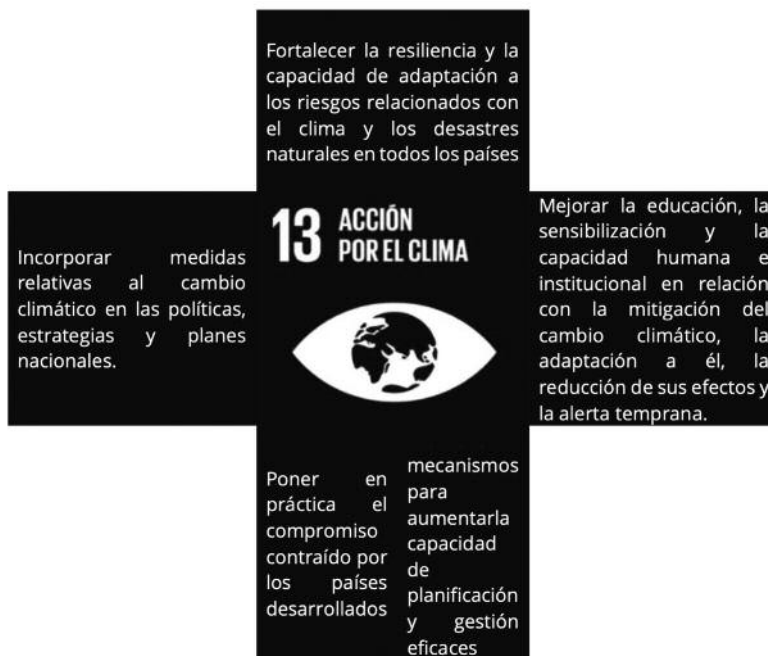 Fortalecer la resiliencia y la
capacidad de adaptación a
los riesgos relacionados con
el clima y los desastres
naturales en todos los países
Incorporar medidas
relativas al cambio
climático en las políticas,
estrategias y planes
nacionales.
13 ACCIÓN
POR EL CLIMA
Mejorar la educación, la
sensibilización y la
capacidad humana e
institucional en relación
con la mitigación del
cambio climático, la
adaptación a él, la
reducción de sus efectos y
la alerta temprana.
Poner en
práctica el
compromiso
contraído por
los países
desarrollados
mecanismos
para
aumentarla
capacidad
de
planificación
y gestión
eficaces